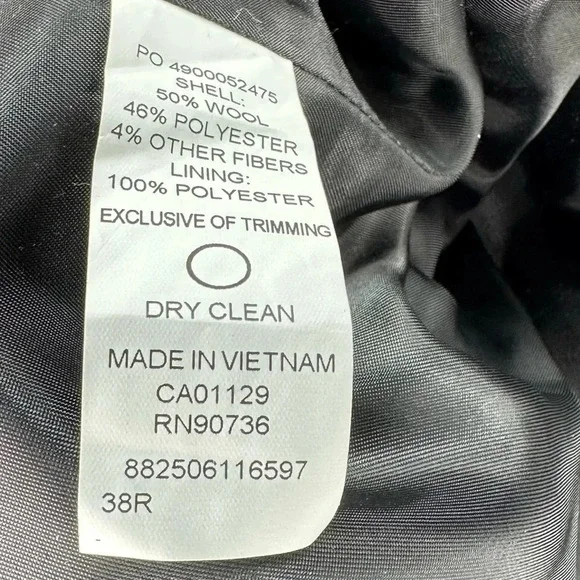 PO 4900052475
SHELL:
50% WOOL
46% POLYESTER
4% OTHER FIBERS
LINING:
100% POLYESTER
EXCLUSIVE OF TRIMMING
DRY CLEAN
MADE IN VIETNAM
CA01129
RN90736
882506116597
38R